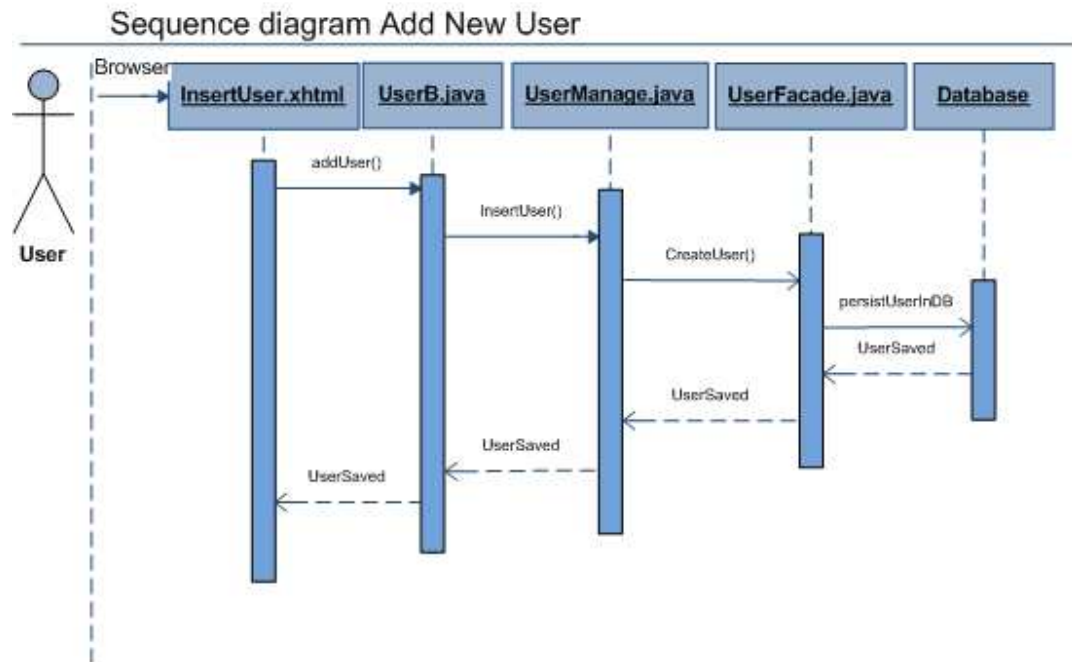 Sequence diagram Add New User
Browser
InsertUser.xhtml
UserB.java
UserManage.java
UserFacade.java
Database
User
addUser()
InsertUser()
CreateUser()
persistUserInDB
UserSaved
UserSaved
UserSaved
UserSaved